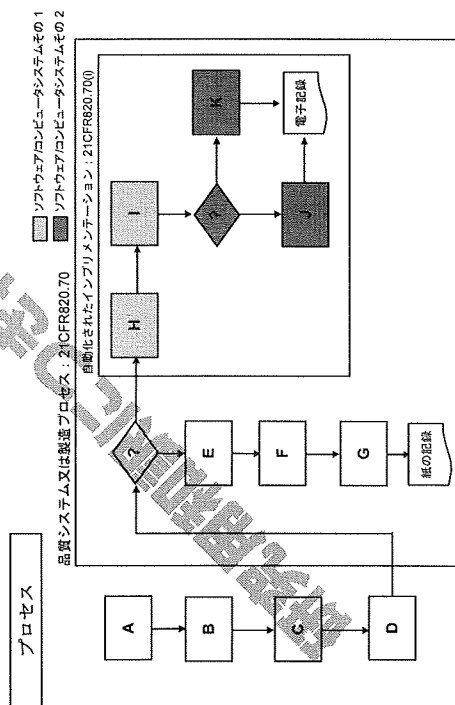 プロセス
ソフトウェア/コンピュータシステムその 1
ソフトウェア/コンピュータシステムその 2
品質システム又は製造プロセス : 21CFR820.70
自動化されたインプリメンテーション : 21CFR820.70(i)
A
B
C
D
?
E
F
G
紙の記録
H
I
?
K
J
電子記録